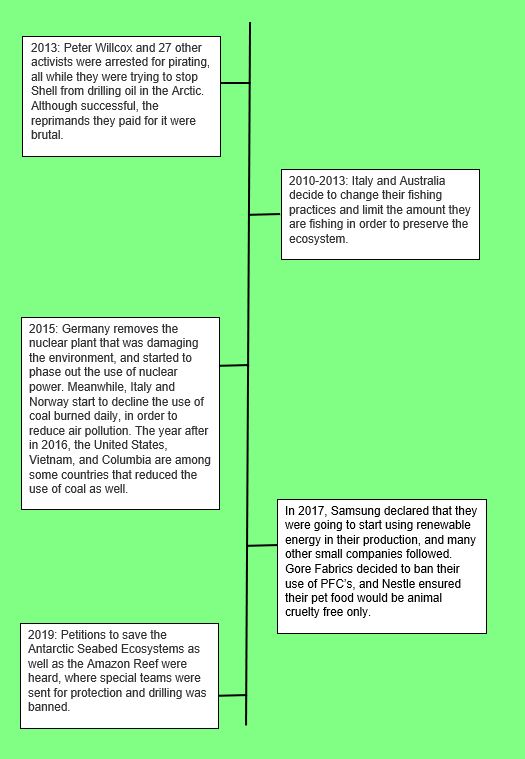 2013: Peter Willcox and 27 other
activists were arrested for pirating,
all while they were trying to stop
Shell from drilling oil in the Arctic.
Although successful, the
reprimands they paid for it were
brutal.
2010-2013: Italy and Australia
decide to change their fishing
practices and limit the amount they
are fishing in order to preserve the
ecosystem.
2015: Germany removes the
nuclear plant that was damaging
the environment, and started to
phase out the use of nuclear
power. Meanwhile, Italy and
Norway start to decline the use of
coal burned daily, in order to
reduce air pollution. The year after
in 2016, the United States,
Vietnam, and Columbia are among
some countries that reduced the
use of coal as well.
In 2017, Samsung declared that they
were going to start using renewable
energy in their production, and many
other small companies followed.
Gore Fabrics decided to ban their
use of PFC's, and Nestle ensured
their pet food would be animal
cruelty free only.
2019: Petitions to save the
Antarctic Seabed Ecosystems as
well as the Amazon Reef were
heard, where special teams were
sent for protection and drilling was
banned.